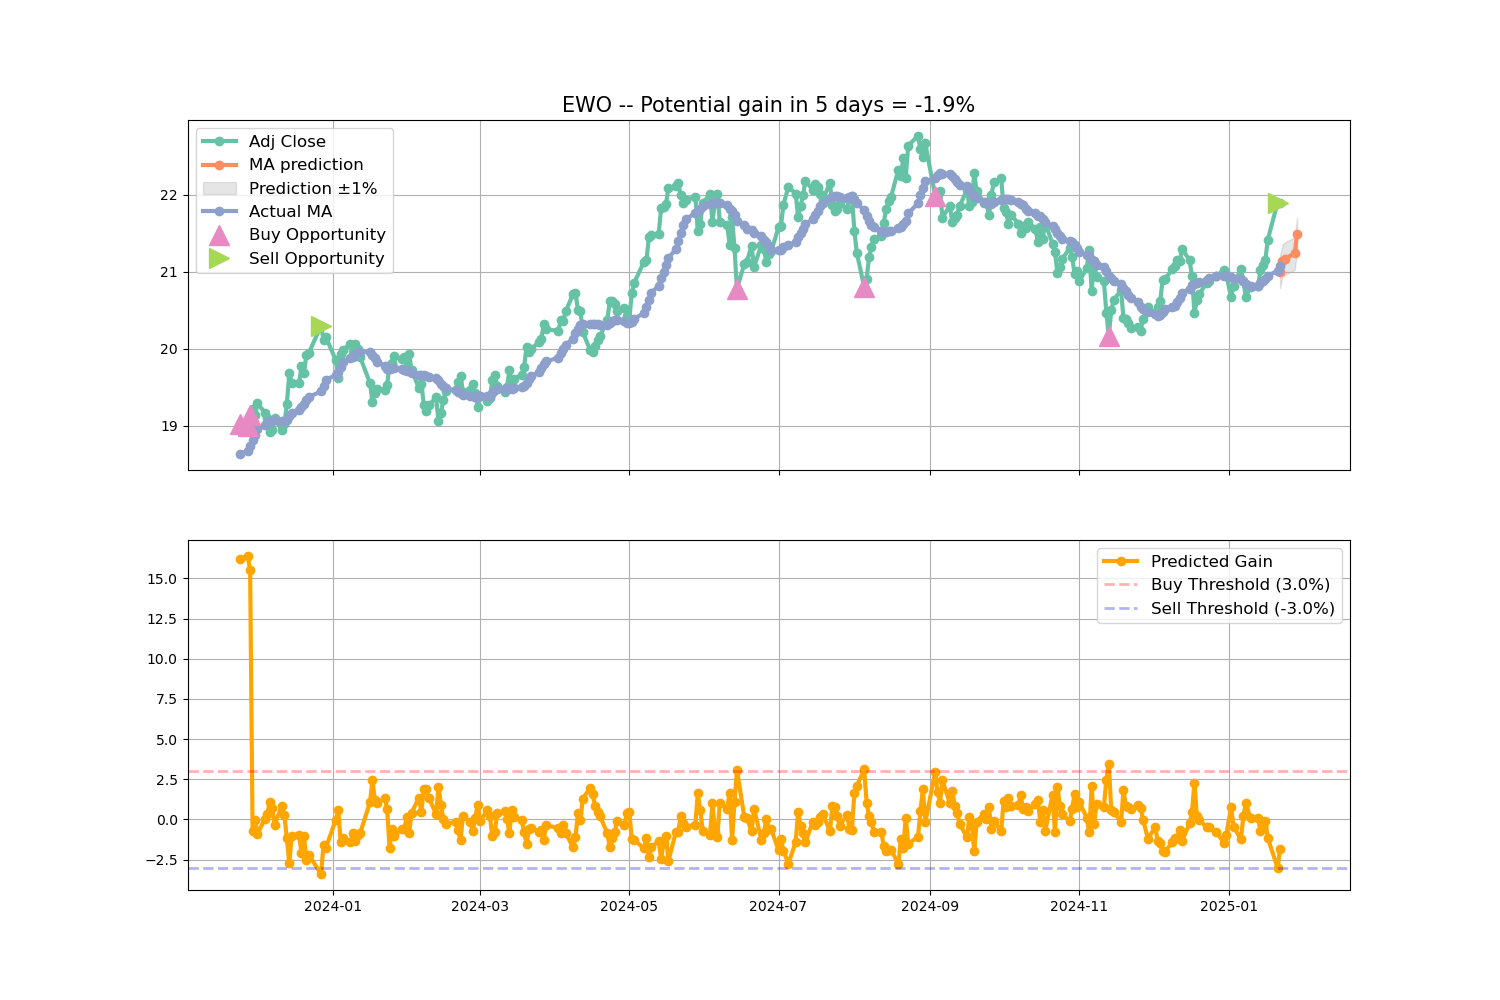 EWO -- Potential gain in 5 days = -1.9%
Adj Close
MA prediction
Prediction ±1%
Actual MA
Buy Opportunity
Sell Opportunity
22
21
20
19
Predicted Gain
Buy Threshold (3.0%)
Sell Threshold (-3.0%)
15.0
12.5
10.0
7.5
5.0
2.5
0.0
−2.5
2024-01 2024-03 2024-05 2024-07 2024-09 2024-11 2025-01